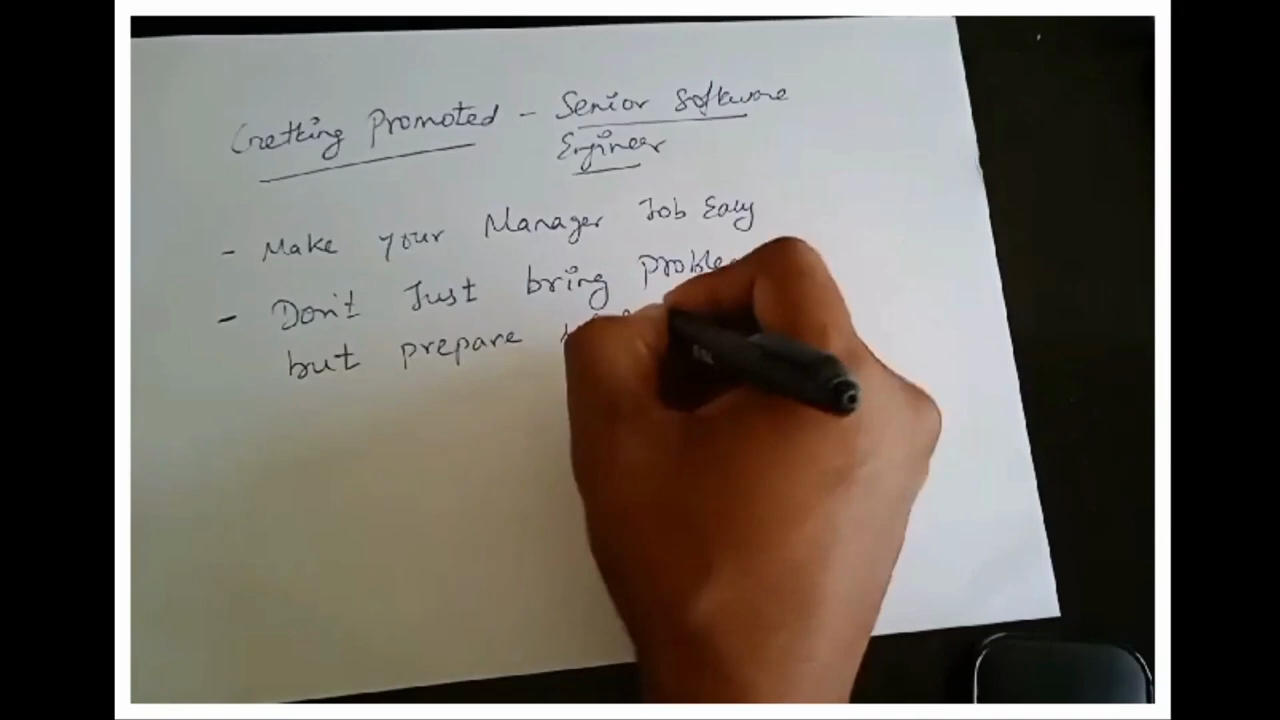 Getting Promoted - Senior Software
Engineer
- Make your Manager Job Easy
- Don't Just bring
but prepare